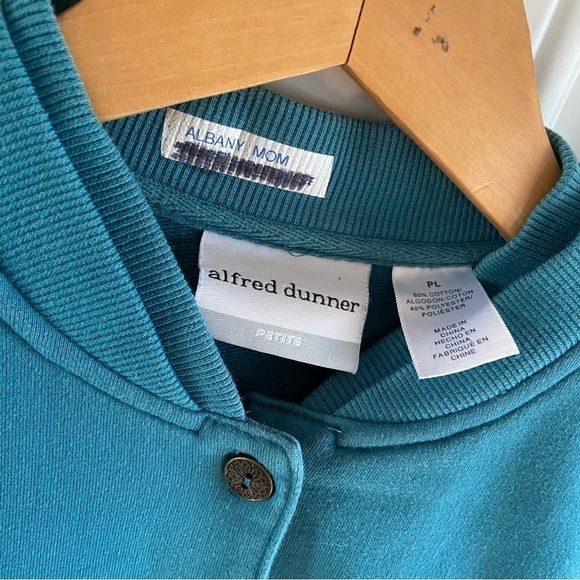 ALBANY MOM
alfred dunner
PETITE
PL
60% COTTON/
ALGODÓN/COTON
40% POLYESTER/
POLIÉSTER
MADE IN
CHINA
HECHO EN
CHINA
FABRIQUE EN
CHINE